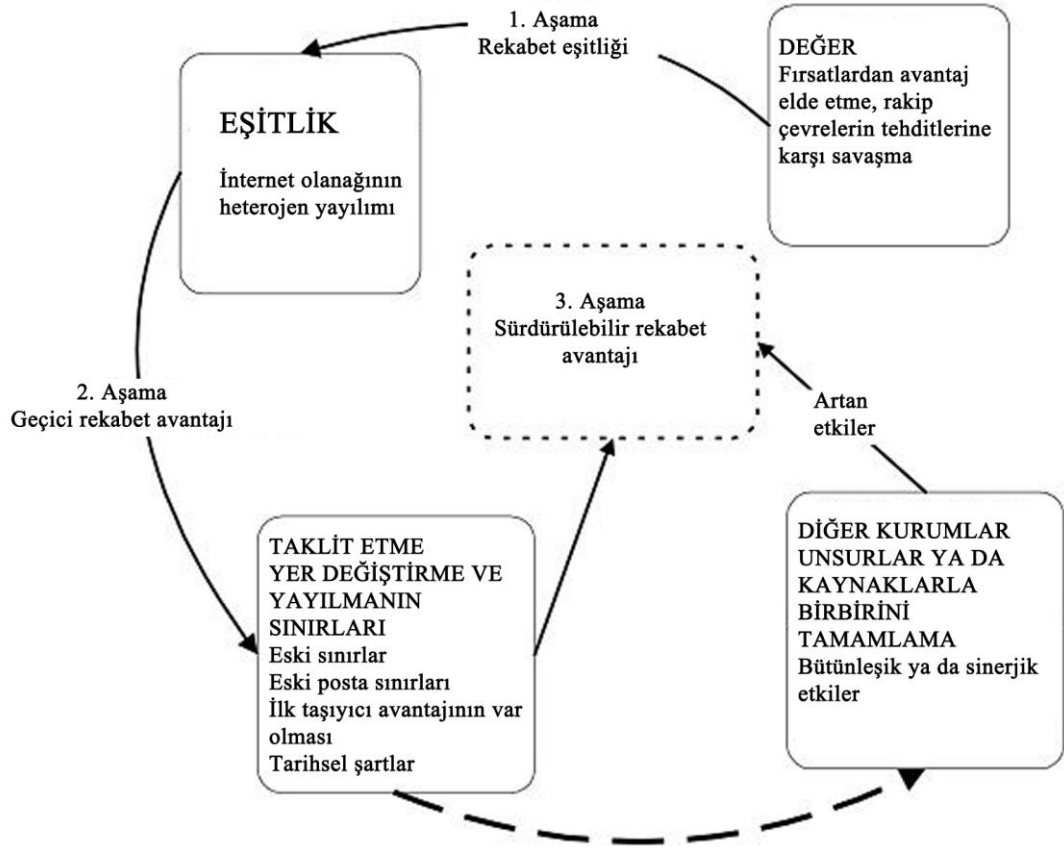 1. Aşama
Rekabet eşitliği
DEĞER
Fırsatlardan avantaj
elde etme, rakip
çevrelerin tehditlerine
karşı savaşma
EŞİTLİK
İnternet olanağının
heterojen yayılımı
3. Aşama
Sürdürülebilir rekabet
avantajı
2. Aşama
Geçici rekabet avantajı
Artan
etkiler
TAKLİT ETME
YER DEĞİŞTİRME VE
YAYILMANIN
SINIRLARI
Eski sınırlar
Eski posta sınırları
İlk taşıyıcı avantajının var
olması
Tarihsel şartlar
DİĞER KURUMLAR
UNSURLAR YA DA
KAYNAKLARLA
BİRBİRİNİ
TAMAMLAMA
Bütünleşik ya da sinerjik
etkiler